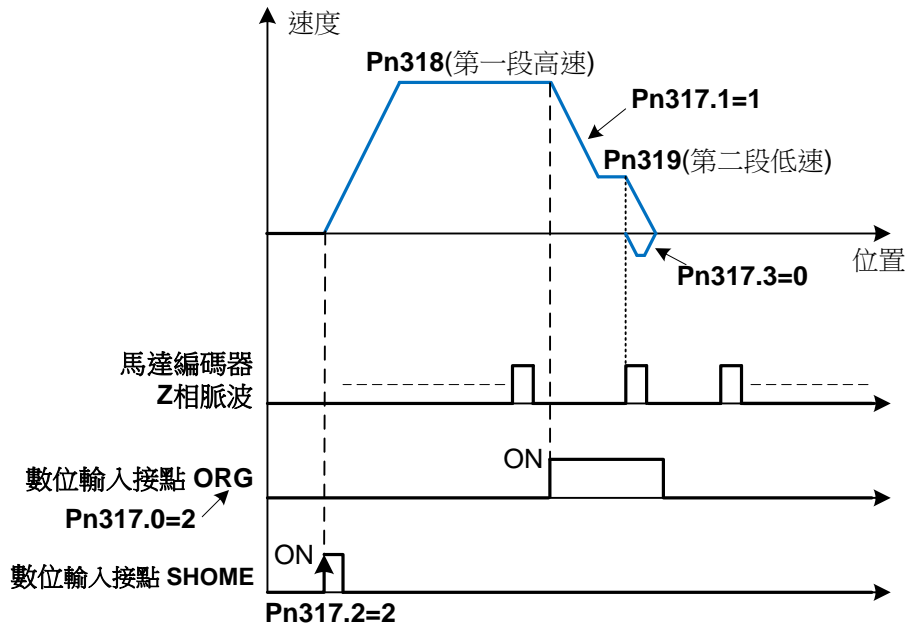 速度
Pn318(第一段高速)
Pn317.1=1
Pn319(第二段低速)
位置
Pn317.3=0
馬達編碼器
Z相脈波
ON
數位輸入接點 ORG
Pn317.0=2
ON
數位輸入接點 SHOME
Pn317.2=2